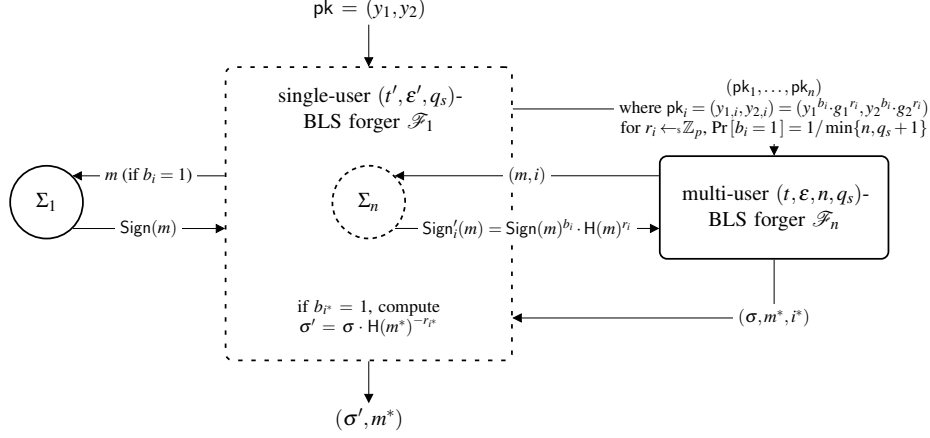 pk = (y₁, y₂)
single-user (t′, ε′, qₛ)-
BLS forger ℱ₁
(pk₁, …, pkₙ)
where pkᵢ = (y₁,ᵢ, y₂,ᵢ) = (y₁^{bᵢ}·g₁^{rᵢ}, y₂^{bᵢ}·g₂^{rᵢ})
for rᵢ ←$ ℤₚ, Pr[bᵢ = 1] = 1/min{n, qₛ + 1}
m (if bᵢ = 1)
Σ₁
Sign(m)
Σₙ
(m, i)
Sign′ᵢ(m) = Sign(m)^{bᵢ} · H(m)^{rᵢ}
multi-user (t, ε, n, qₛ)-
BLS forger ℱₙ
if b_{i*} = 1, compute
σ′ = σ · H(m*)^{−r_{i*}}
(σ, m*, i*)
(σ′, m*)